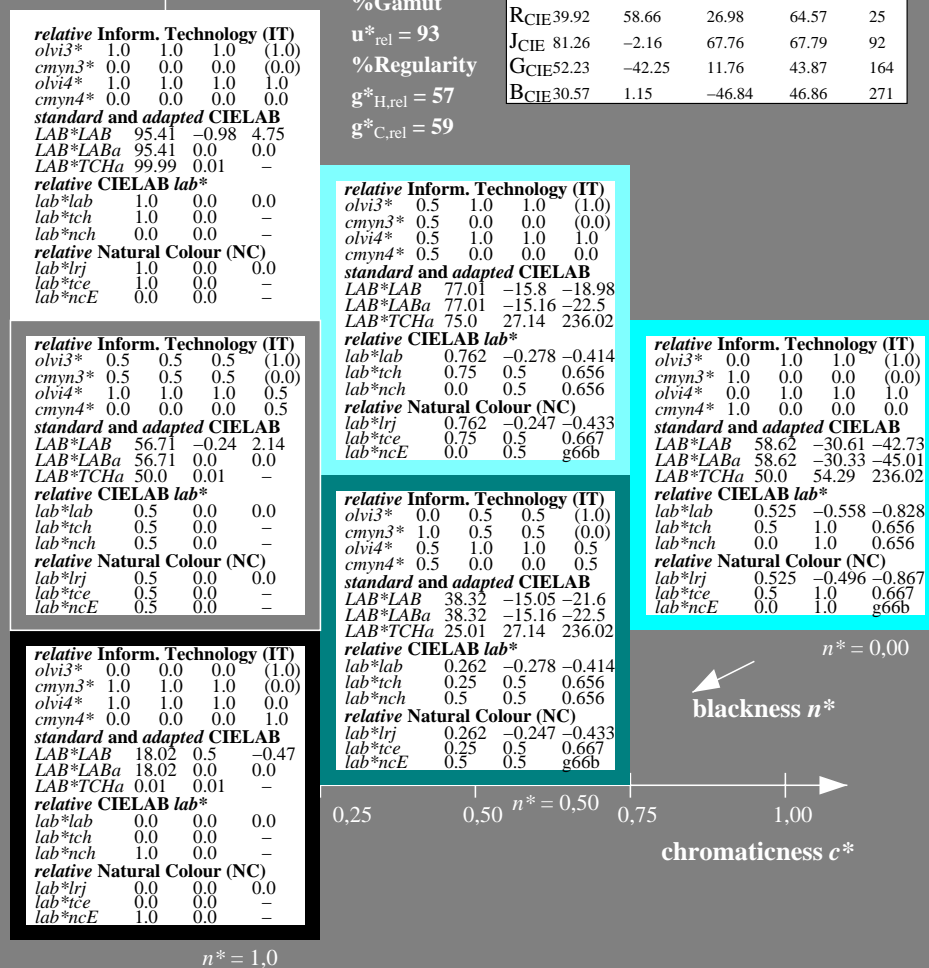 %Gamut
u*rel = 93
%Regularity
g*H,rel = 57
g*C,rel = 59
RCIE 39.92 58.66 26.98 64.57 25
JCIE 81.26 −2.16 67.76 67.79 92
GCIE 52.23 −42.25 11.76 43.87 164
BCIE 30.57 1.15 −46.84 46.86 271
relative Inform. Technology (IT)
olvi3* 1.0 1.0 1.0 (1.0)
cmyn3* 0.0 0.0 0.0 (0.0)
olvi4* 1.0 1.0 1.0 1.0
cmyn4* 0.0 0.0 0.0 0.0
standard and adapted CIELAB
LAB*LAB 95.41 −0.98 4.75
LAB*LABa 95.41 0.0 0.0
LAB*TCHa 99.99 0.01 –
relative CIELAB lab*
lab*lab 1.0 0.0 0.0
lab*tch 1.0 0.0 –
lab*nch 0.0 0.0 –
relative Natural Colour (NC)
lab*lrj 1.0 0.0 0.0
lab*tce 1.0 0.0 –
lab*ncE 0.0 0.0 –
relative Inform. Technology (IT)
olvi3* 0.5 1.0 1.0 (1.0)
cmyn3* 0.5 0.0 0.0 (0.0)
olvi4* 0.5 1.0 1.0 1.0
cmyn4* 0.5 0.0 0.0 0.0
standard and adapted CIELAB
LAB*LAB 77.01 −15.8 −18.98
LAB*LABa 77.01 −15.16 −22.5
LAB*TCHa 75.0 27.14 236.02
relative CIELAB lab*
lab*lab 0.762 −0.278 −0.414
lab*tch 0.75 0.5 0.656
lab*nch 0.0 0.5 0.656
relative Natural Colour (NC)
lab*lrj 0.762 −0.247 −0.433
lab*tce 0.75 0.5 0.667
lab*ncE 0.0 0.5 g66b
relative Inform. Technology (IT)
olvi3* 0.5 0.5 0.5 (1.0)
cmyn3* 0.5 0.5 0.5 (0.0)
olvi4* 1.0 1.0 1.0 0.5
cmyn4* 0.0 0.0 0.0 0.5
standard and adapted CIELAB
LAB*LAB 56.71 −0.24 2.14
LAB*LABa 56.71 0.0 0.0
LAB*TCHa 50.0 0.01 –
relative CIELAB lab*
lab*lab 0.5 0.0 0.0
lab*tch 0.5 0.0 –
lab*nch 0.5 0.0 –
relative Natural Colour (NC)
lab*lrj 0.5 0.0 0.0
lab*tce 0.5 0.0 –
lab*ncE 0.5 0.0 –
relative Inform. Technology (IT)
olvi3* 0.0 1.0 1.0 (1.0)
cmyn3* 1.0 0.0 0.0 (0.0)
olvi4* 0.0 1.0 1.0 1.0
cmyn4* 1.0 0.0 0.0 0.0
standard and adapted CIELAB
LAB*LAB 58.62 −30.61 −42.73
LAB*LABa 58.62 −30.33 −45.01
LAB*TCHa 50.0 54.29 236.02
relative CIELAB lab*
lab*lab 0.525 −0.558 −0.828
lab*tch 0.5 1.0 0.656
lab*nch 0.0 1.0 0.656
relative Natural Colour (NC)
lab*lrj 0.525 −0.496 −0.867
lab*tce 0.5 1.0 0.667
lab*ncE 0.0 1.0 g66b
relative Inform. Technology (IT)
olvi3* 0.0 0.5 0.5 (1.0)
cmyn3* 1.0 0.5 0.5 (0.0)
olvi4* 0.5 1.0 1.0 0.5
cmyn4* 0.5 0.0 0.0 0.5
standard and adapted CIELAB
LAB*LAB 38.32 −15.05 −21.6
LAB*LABa 38.32 −15.16 −22.5
LAB*TCHa 25.01 27.14 236.02
relative CIELAB lab*
lab*lab 0.262 −0.278 −0.414
lab*tch 0.25 0.5 0.656
lab*nch 0.5 0.5 0.656
relative Natural Colour (NC)
lab*lrj 0.262 −0.247 −0.433
lab*tce 0.25 0.5 0.667
lab*ncE 0.5 0.5 g66b
relative Inform. Technology (IT)
olvi3* 0.0 0.0 0.0 (1.0)
cmyn3* 1.0 1.0 1.0 (0.0)
olvi4* 1.0 1.0 1.0 0.0
cmyn4* 0.0 0.0 0.0 1.0
standard and adapted CIELAB
LAB*LAB 18.02 0.5 −0.47
LAB*LABa 18.02 0.0 0.0
LAB*TCHa 0.01 0.01 –
relative CIELAB lab*
lab*lab 0.0 0.0 0.0
lab*tch 0.0 0.0 –
lab*nch 1.0 0.0 –
relative Natural Colour (NC)
lab*lrj 0.0 0.0 0.0
lab*tce 0.0 0.0 –
lab*ncE 1.0 0.0 –
n* = 0,00
blackness n*
n* = 0,50
0,25 0,50 0,75 1,00
chromaticness c*
n* = 1,0